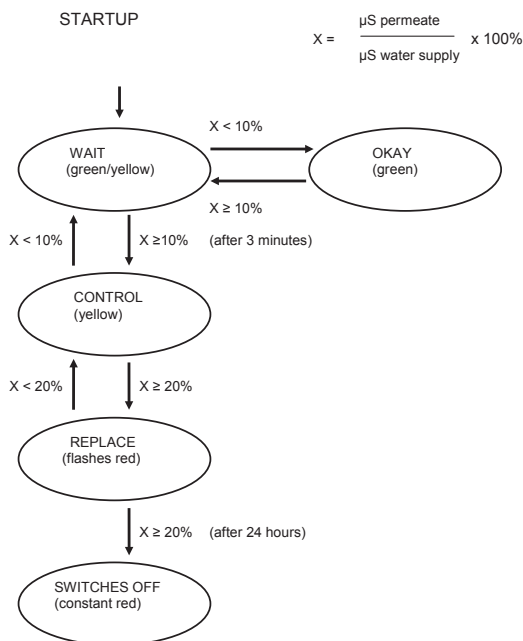 STARTUP
X = µS permeate x 100%
µS water supply
X < 10%
WAIT
(green/yellow)
OKAY
(green)
X ≥ 10%
X < 10% X ≥10% (after 3 minutes)
CONTROL
(yellow)
X < 20% X ≥ 20%
REPLACE
(flashes red)
X ≥ 20% (after 24 hours)
SWITCHES OFF
(constant red)